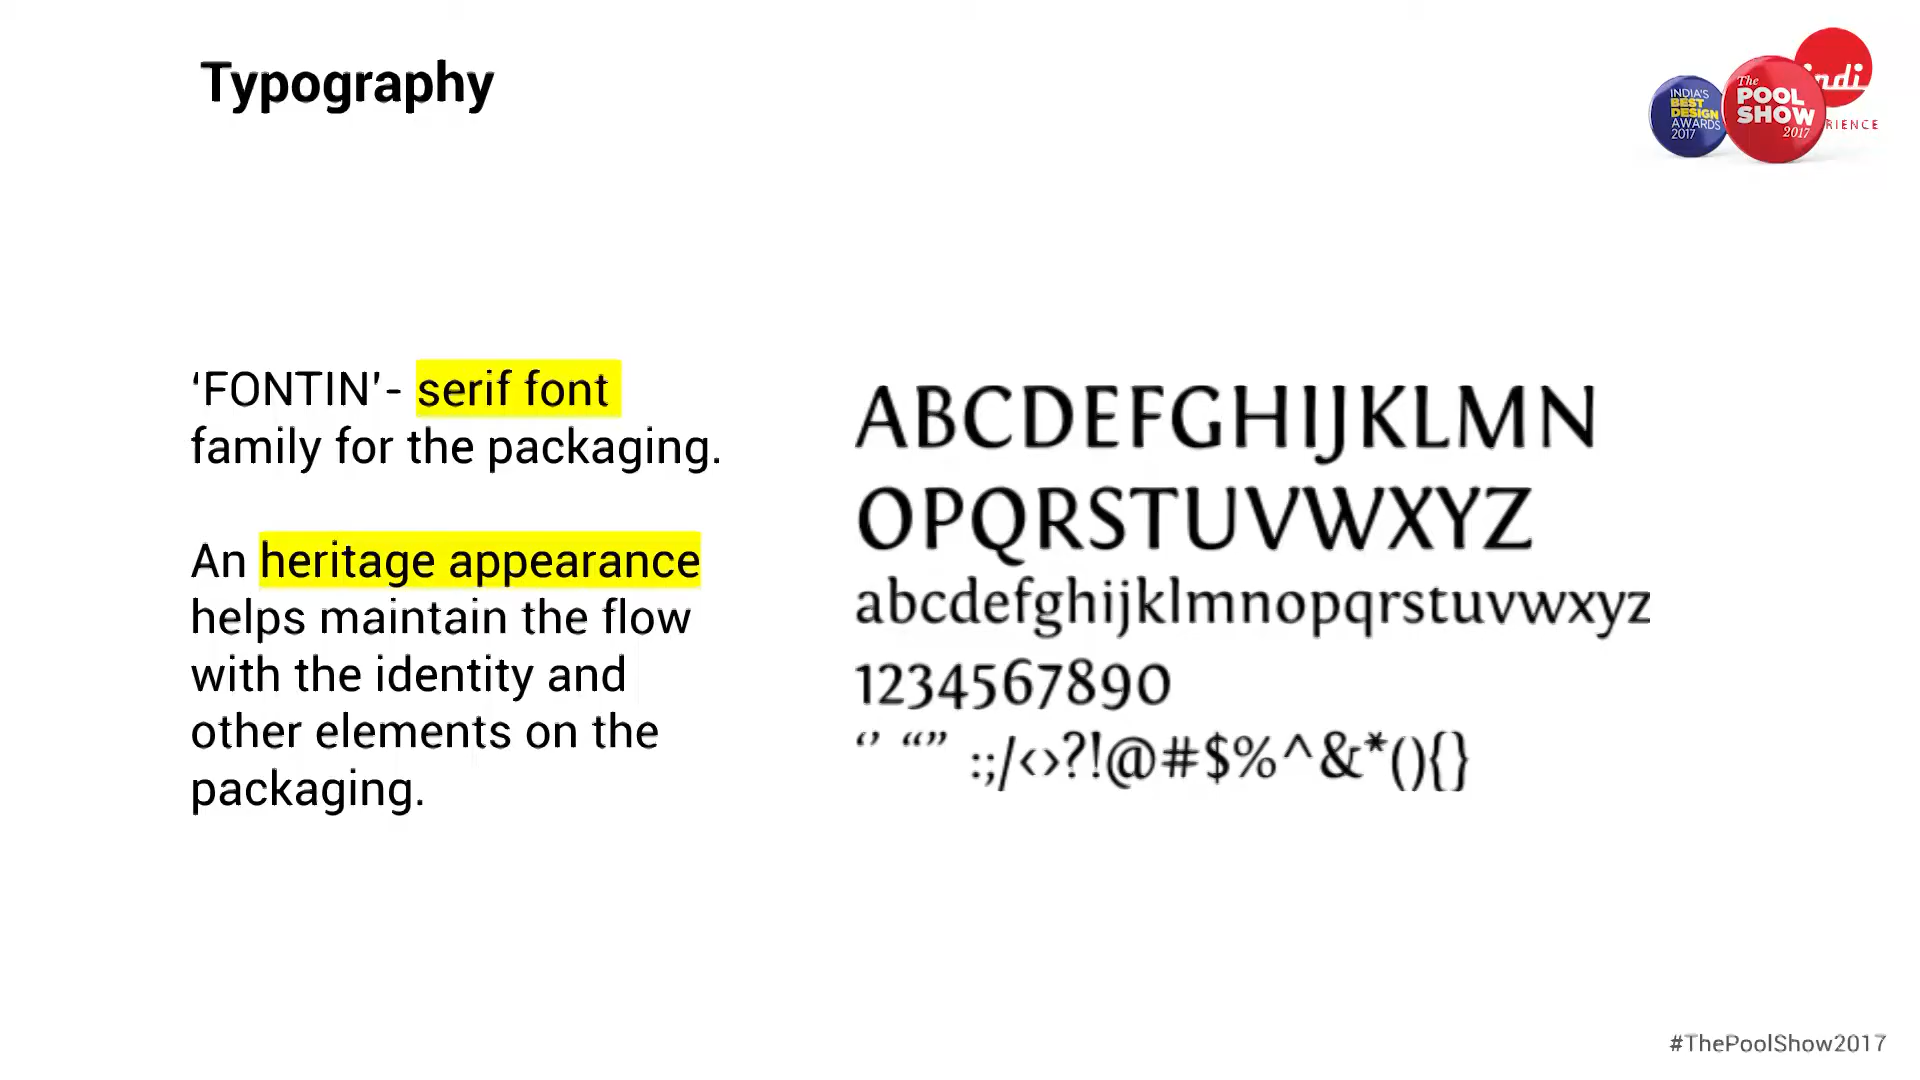 Typography
indi
RIENCE
INDIA'S
BEST
DESIGN
AWARDS
2017
The
POOL
SHOW
2017
‘FONTIN’- serif font
family for the packaging.
An heritage appearance
helps maintain the flow
with the identity and
other elements on the
packaging.
ABCDEFGHIJKLMN
OPQRSTUVWXYZ
abcdefghijklmnopqrstuvwxyz
1234567890
‘’ “” :;/‹›?!@#$%^&*(){}
#ThePoolShow2017